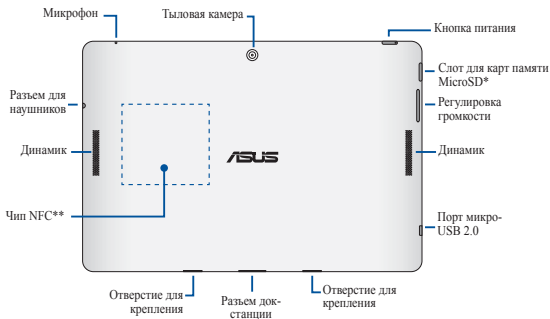 Микрофон
Тыловая камера
Кнопка питания
Слот для карт памяти
MicroSD*
Разъем для
наушников
Регулировка
громкости
Динамик
ASUS
Динамик
Чип NFC**
Порт микро-
USB 2.0
Отверстие для
крепления
Разъем док-
станции
Отверстие для
крепления